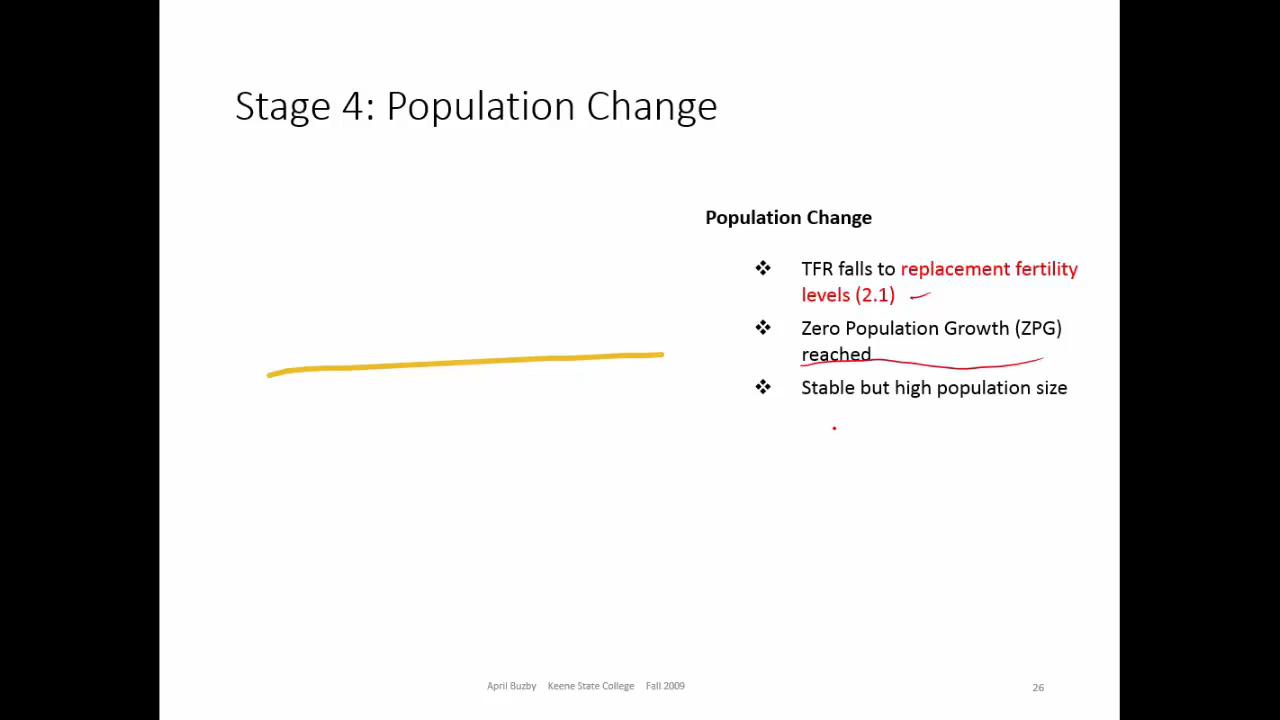 Stage 4: Population Change
Population Change
❖ TFR falls to replacement fertility
levels (2.1)
❖ Zero Population Growth (ZPG)
reached
❖ Stable but high population size
April Buzby Keene State College Fall 2009
26